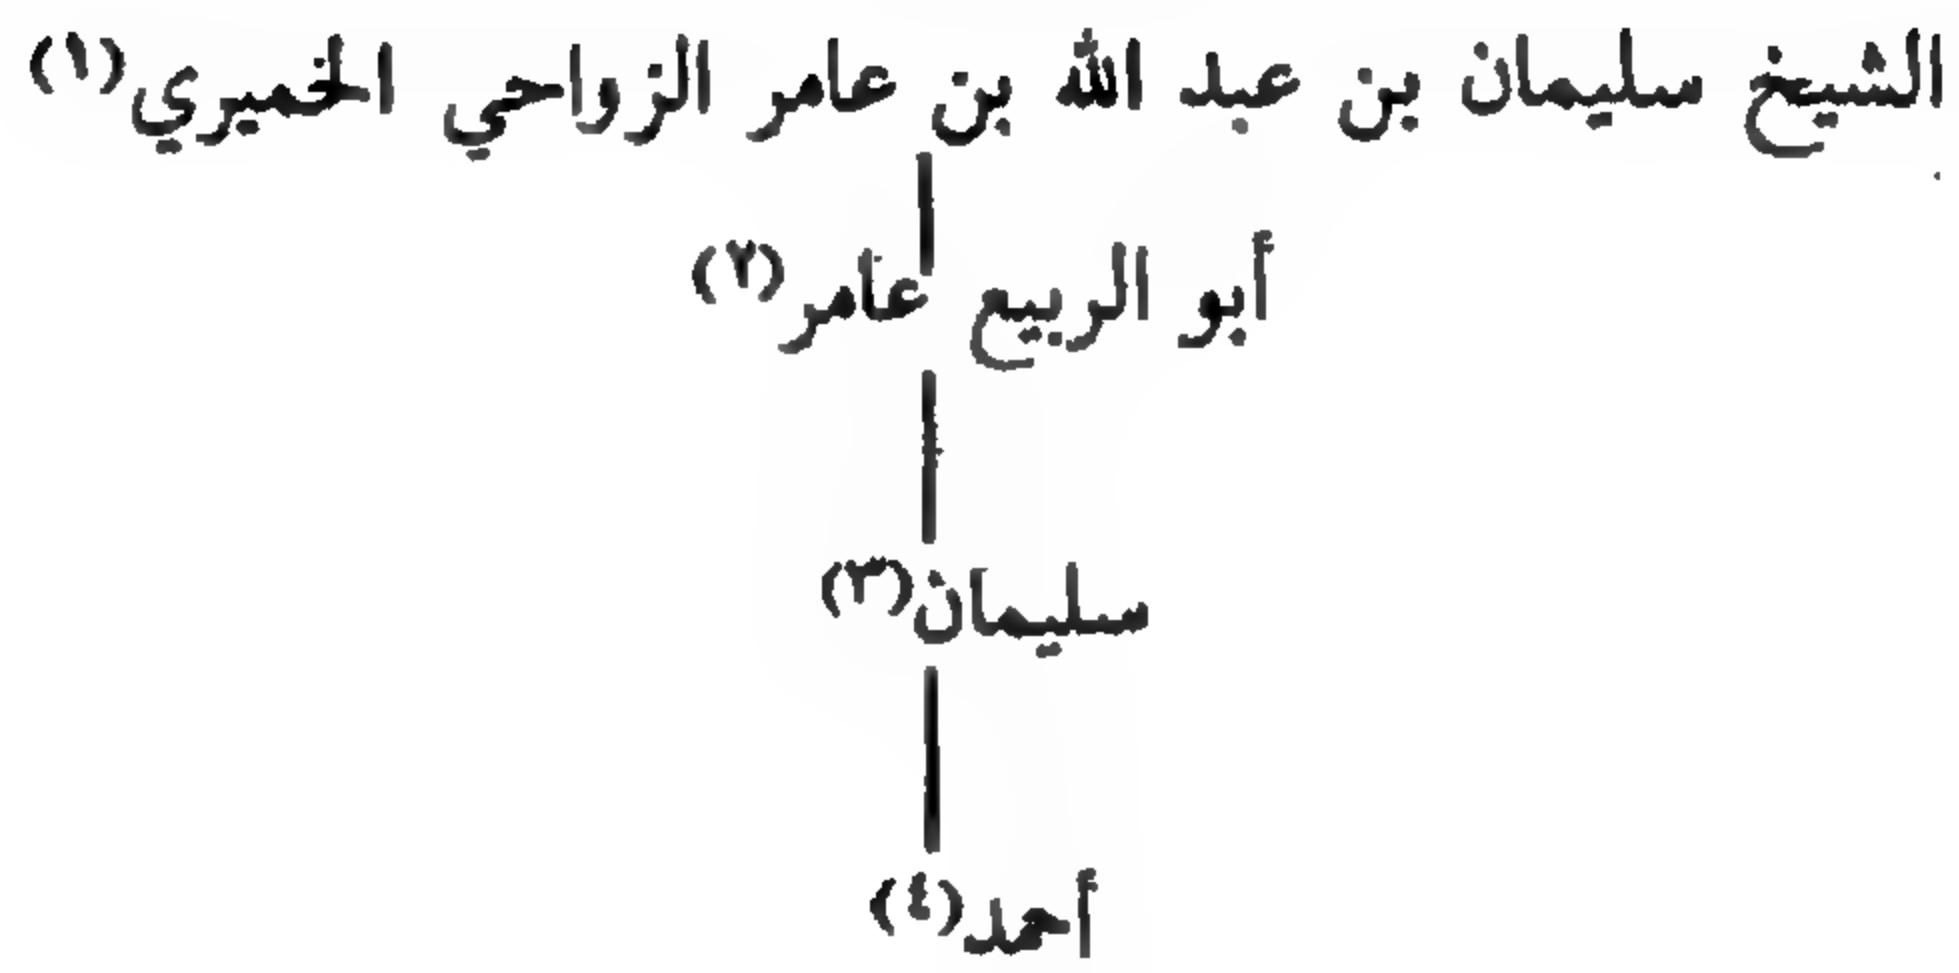 الشيخ سليمان بن عبد الله بن عامر الزواحي الخميري(١)
أبو الربيع عامر(٢)
سليمان(٣)
أحمد(٤)